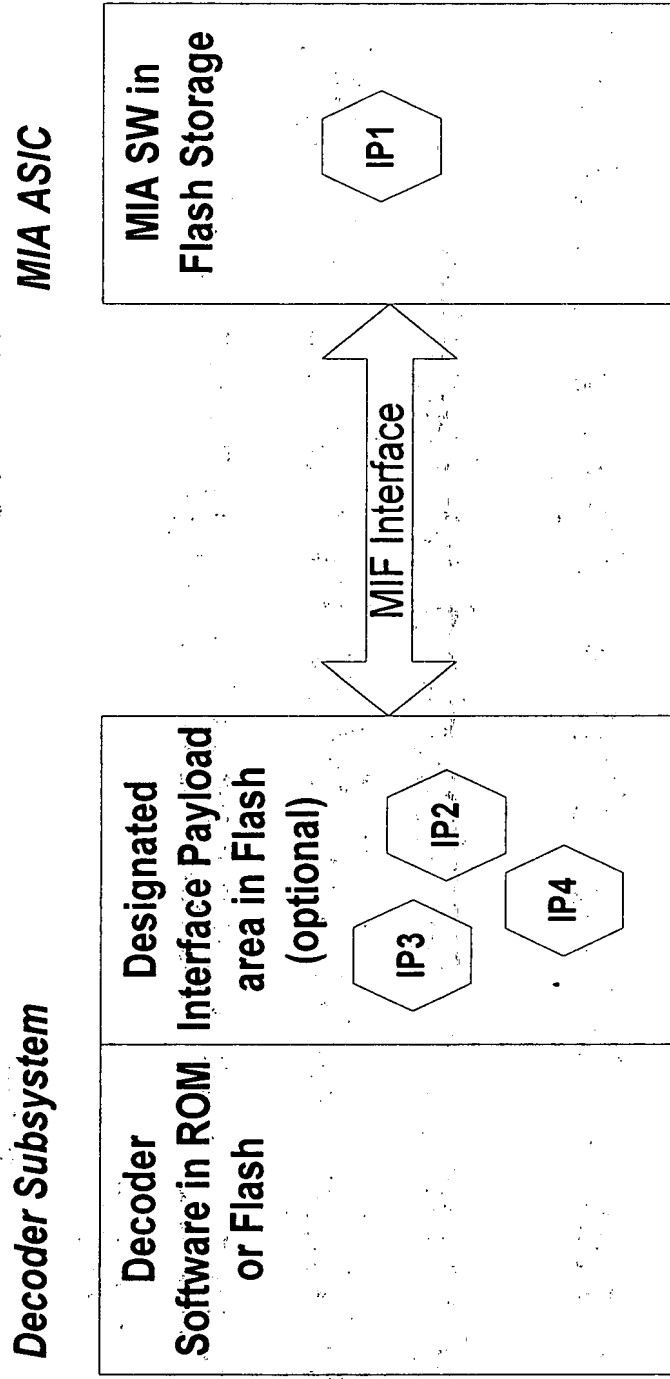 Decoder Subsystem
MIA ASIC
Decoder
Software in ROM
or Flash
Designated
Interface Payload
area in Flash
(optional)
IP3
IP2
IP4
MIF Interface
MIA SW in
Flash Storage
IP1